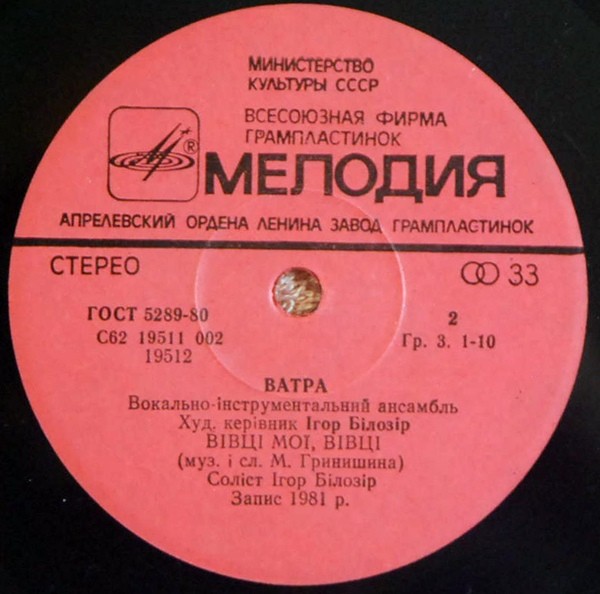 МИНИСТЕРСТВО
КУЛЬТУРЫ СССР
ВСЕСОЮЗНАЯ ФИРМА
ГРАМПЛАСТИНОК
®
МЕЛОДИЯ
АПРЕЛЕВСКИЙ ОРДЕНА ЛЕНИНА ЗАВОД ГРАМПЛАСТИНОК
СТЕРЕО
33
ГОСТ 5289-80
2
С62 19511 002
Гр. 3. 1-10
19512
ВАТРА
Вокально-інструментальний ансамбль
Худ. керівник Ігор Білозір
ВІВЦІ МОЇ, ВІВЦІ
(муз. і сл. М. Гринишина)
Соліст Ігор Білозір
Запис 1981 р.